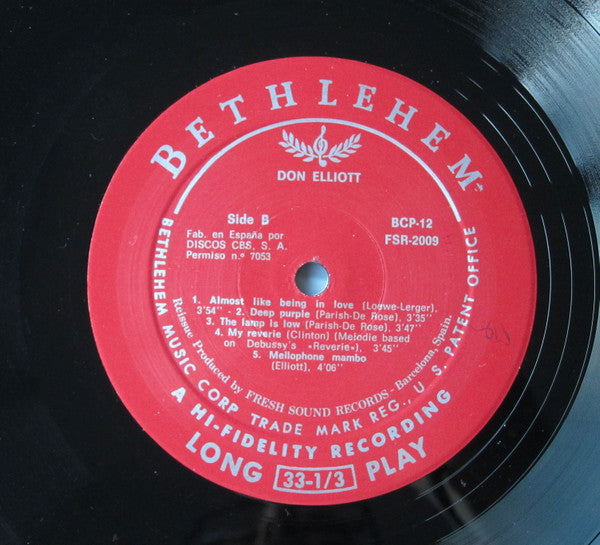 BETHLEHEM
DON ELLIOTT
Side B
Fab. en España por
DISCOS CBS, S. A.
Permiso n.º 7053
BCP-12
FSR-2009
1. Almost like being in love (Loewe-Lerger),
3'54" - 2. Deep purple (Parish-De Rose), 3'35"
3. The lamp is low (Parish-De Rose), 3'47"
4. My reverie (Clinton) (Melodie based
on Debussy's «Reverie»). 3'45"
5. Mellophone mambo
(Elliott), 4'06"
Reissue Produced by FRESH SOUND RECORDS - Barcelona, Spain.
BETHLEHEM MUSIC CORP TRADE MARK REG., U. S. PATENT OFFICE
A HI-FIDELITY RECORDING
LONG 33-1/3 PLAY